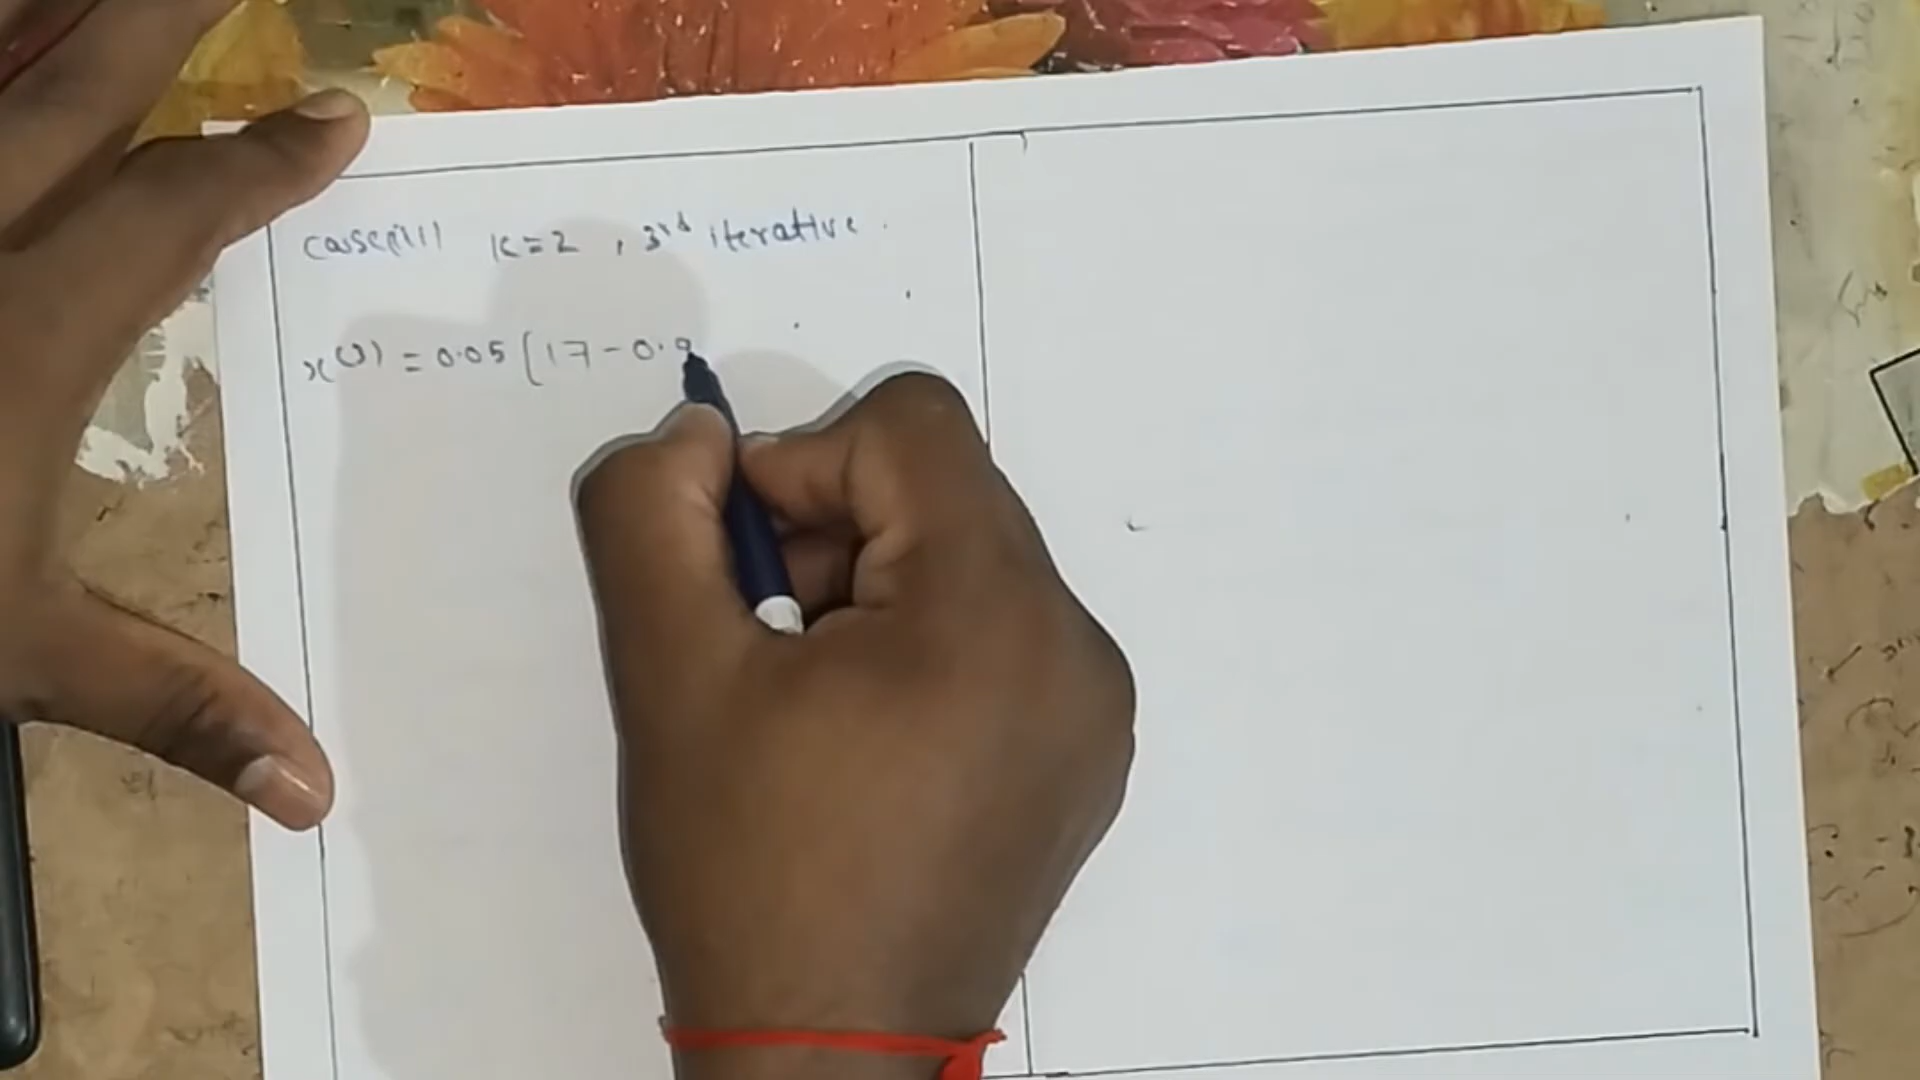 Case(iii) K=2 , 3rd iterative .
x(3) = 0.05 [17-0.9